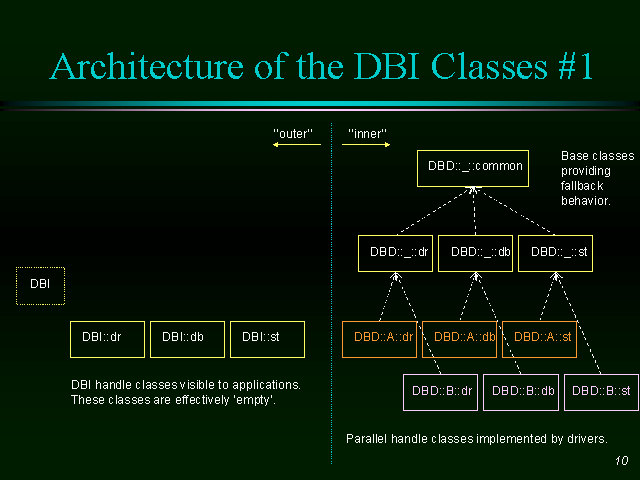 Architecture of the DBI Classes #1
"outer"
"inner"
DBD::_::common
Base classes
providing
fallback
behavior.
DBD::_::dr
DBD::_::db
DBD::_::st
DBI
DBI::dr
DBI::db
DBI::st
DBD::A::dr
DBD::A::db
DBD::A::st
DBI handle classes visible to applications.
These classes are effectively 'empty'.
DBD::B::dr
DBD::B::db
DBD::B::st
Parallel handle classes implemented by drivers.
10